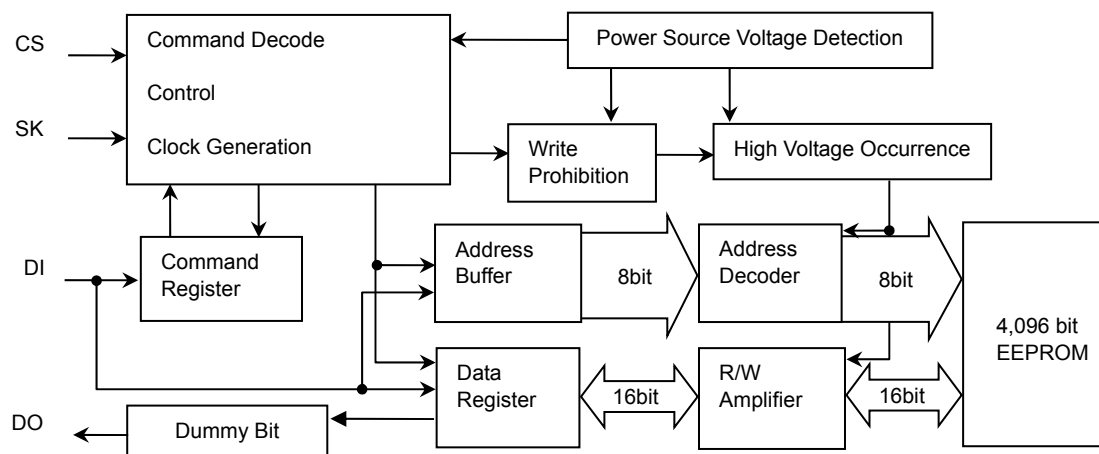 CS
Command Decode
Control
Clock Generation
Power Source Voltage Detection
SK
Write
Prohibition
High Voltage Occurrence
DI
Command
Register
Address
Buffer
8bit
Address
Decoder
8bit
4,096 bit
EEPROM
Data
Register
16bit
R/W
Amplifier
16bit
DO
Dummy Bit